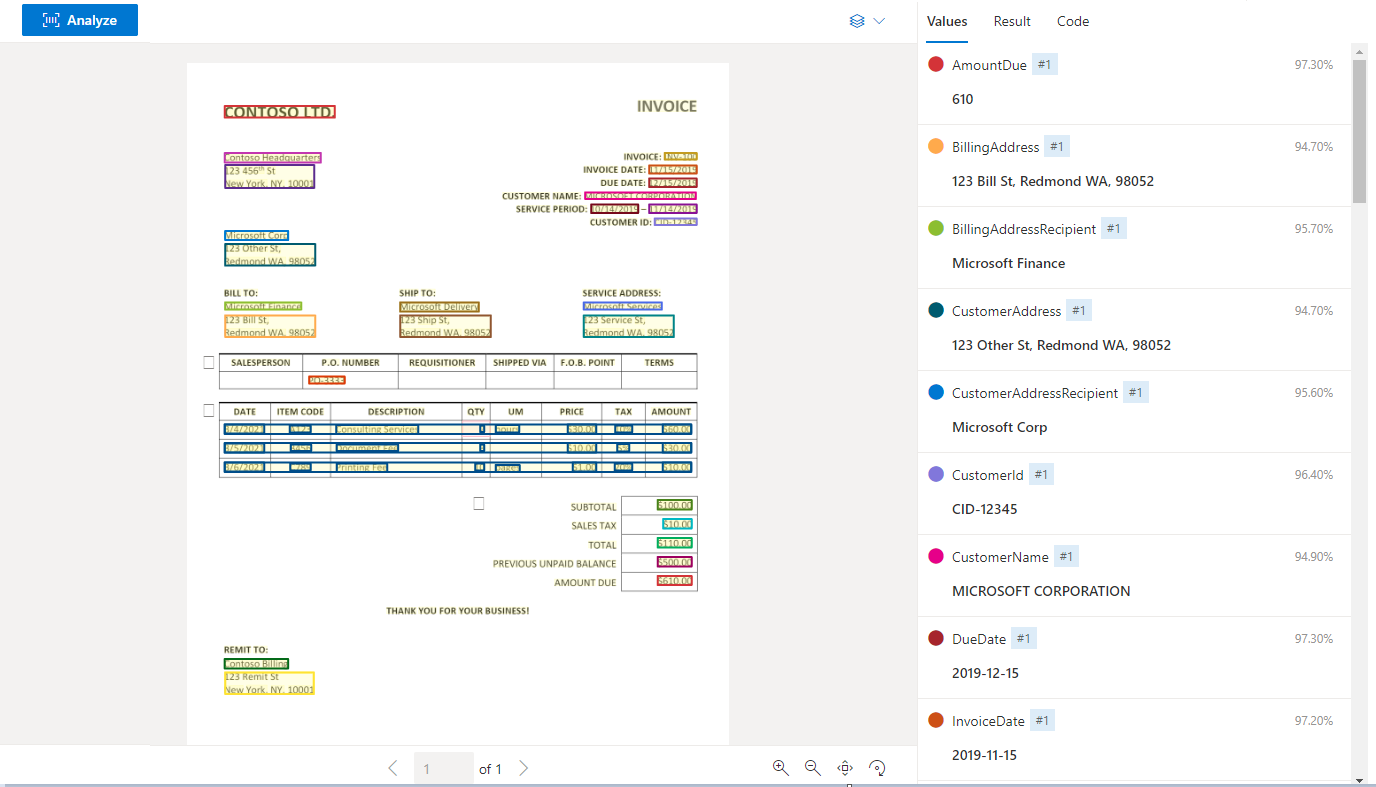 Analyze
CONTOSO LTD.
INVOICE
Contoso Headquarters
123 456th St
New York, NY, 10001
INVOICE: INV-100
INVOICE DATE: 11/15/2019
DUE DATE: 12/15/2019
CUSTOMER NAME: MICROSOFT CORPORATION
SERVICE PERIOD: 10/14/2019 – 11/14/2019
CUSTOMER ID: CID-12345
Microsoft Corp
123 Other St,
Redmond WA, 98052
BILL TO:
Microsoft Finance
123 Bill St,
Redmond WA, 98052
SHIP TO:
Microsoft Delivery
123 Ship St,
Redmond WA, 98052
SERVICE ADDRESS:
Microsoft Services
123 Service St,
Redmond WA, 98052
SALESPERSON P.O. NUMBER REQUISITIONER SHIPPED VIA F.O.B. POINT TERMS
PO-3333
DATE ITEM CODE DESCRIPTION QTY UM PRICE TAX AMOUNT
3/4/2021 Consulting Services hours $30.00 $60.00
3/5/2021 Document Fee $10.00 $30.00
3/6/2021 Printing Fee pages $1.00 $10.00
SUBTOTAL $100.00
SALES TAX $10.00
TOTAL $110.00
PREVIOUS UNPAID BALANCE $500.00
AMOUNT DUE $610.00
THANK YOU FOR YOUR BUSINESS!
REMIT TO:
Contoso Billing
123 Remit St
New York, NY, 10001
1 of 1
Values Result Code
AmountDue #1 97.30%
610
BillingAddress #1 94.70%
123 Bill St, Redmond WA, 98052
BillingAddressRecipient #1 95.70%
Microsoft Finance
CustomerAddress #1 94.70%
123 Other St, Redmond WA, 98052
CustomerAddressRecipient #1 95.60%
Microsoft Corp
CustomerId #1 96.40%
CID-12345
CustomerName #1 94.90%
MICROSOFT CORPORATION
DueDate #1 97.30%
2019-12-15
InvoiceDate #1 97.20%
2019-11-15